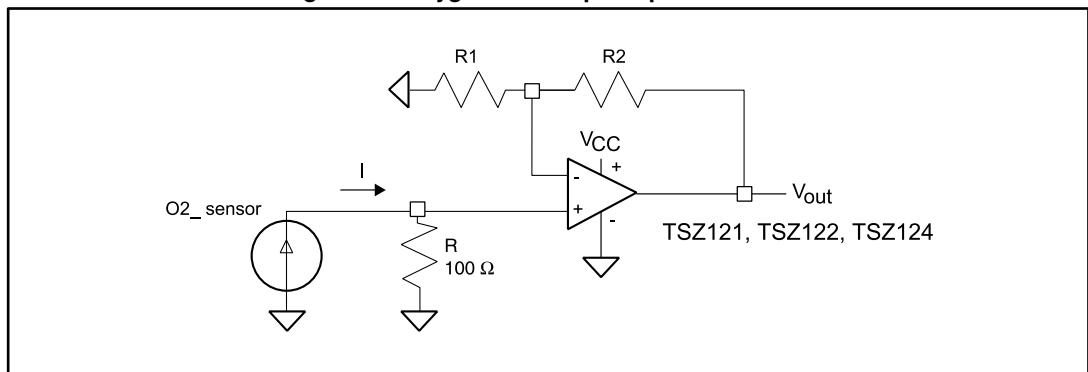 R1
R2
VCC
+
-
I
O2_ sensor
+
-
Vout
TSZ121, TSZ122, TSZ124
R
100 Ω